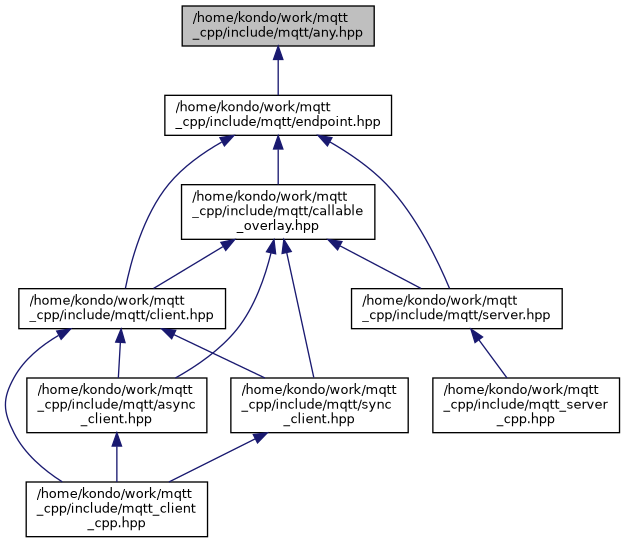 /home/kondo/work/mqtt
_cpp/include/mqtt/any.hpp
/home/kondo/work/mqtt
_cpp/include/mqtt/endpoint.hpp
/home/kondo/work/mqtt
_cpp/include/mqtt/callable
_overlay.hpp
/home/kondo/work/mqtt
_cpp/include/mqtt/client.hpp
/home/kondo/work/mqtt
_cpp/include/mqtt/server.hpp
/home/kondo/work/mqtt
_cpp/include/mqtt/async
_client.hpp
/home/kondo/work/mqtt
_cpp/include/mqtt/sync
_client.hpp
/home/kondo/work/mqtt
_cpp/include/mqtt_server
_cpp.hpp
/home/kondo/work/mqtt
_cpp/include/mqtt_client
_cpp.hpp